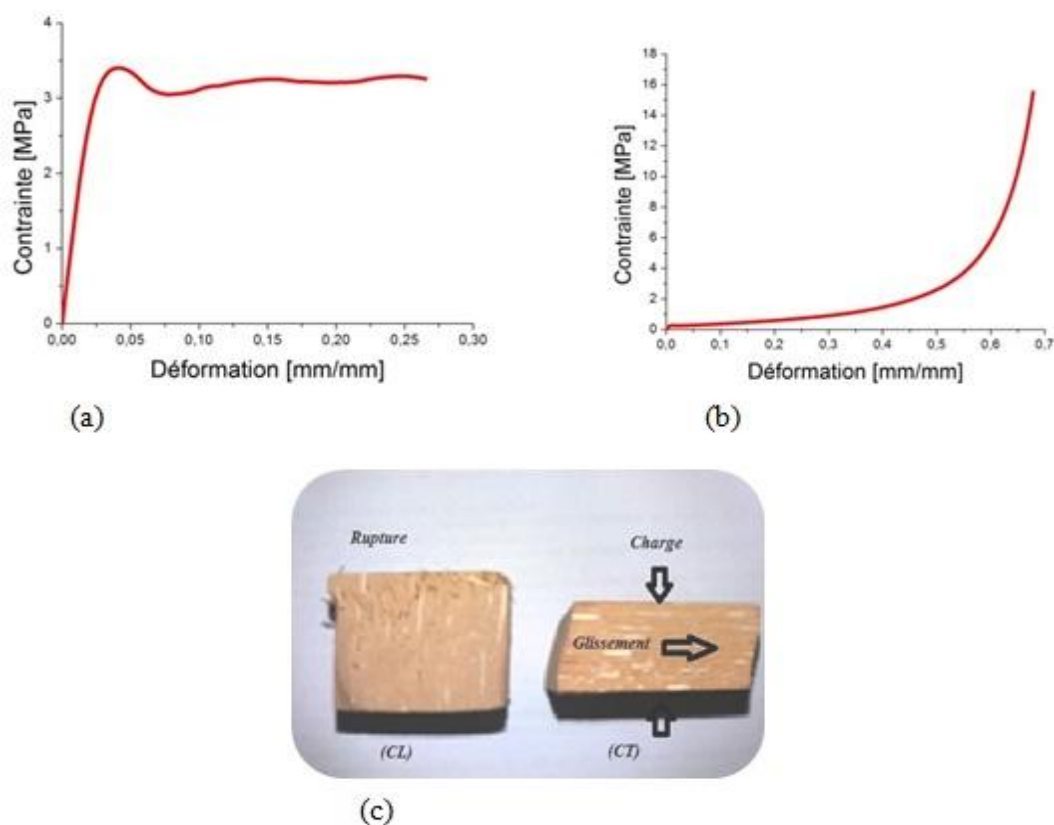 4
3
2
1
0
Contrainte [MPa]
0,00 0,05 0,10 0,15 0,20 0,25 0,30
Déformation [mm/mm]
(a)
18
16
14
12
10
8
6
4
2
0
Contrainte [MPa]
0,0 0,1 0,2 0,3 0,4 0,5 0,6 0,7
Déformation [mm/mm]
(b)
Rupture
Charge
Glissement
(CL)
(CT)
(c)